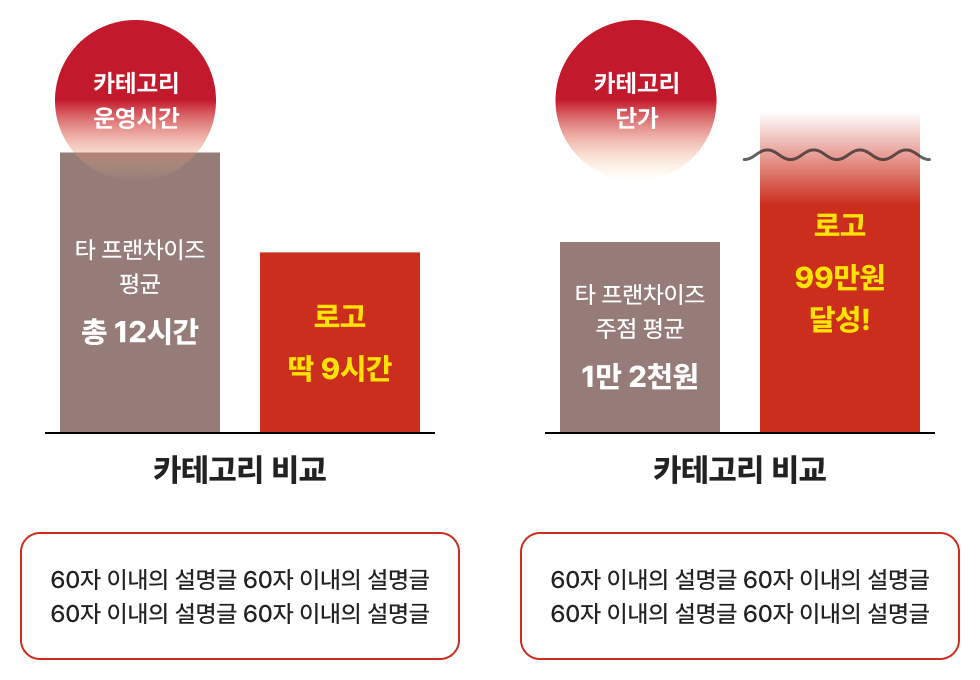 카테고리
운영시간
타 프랜차이즈
평균
총 12시간
로고
딱 9시간
카테고리 비교
60자 이내의 설명글 60자 이내의 설명글
60자 이내의 설명글 60자 이내의 설명글
카테고리
단가
타 프랜차이즈
주점 평균
1만 2천원
로고
99만원
달성!
카테고리 비교
60자 이내의 설명글 60자 이내의 설명글
60자 이내의 설명글 60자 이내의 설명글